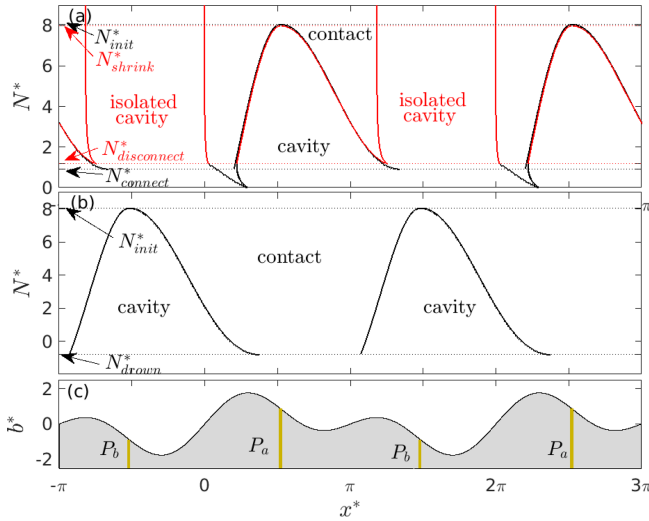 (a)
9
8
6
4
2
0
N*
N*init
N*shrink
contact
isolated
cavity
isolated
cavity
cavity
N*disconnect
N*connect
(b)
8
6
4
2
0
π
N*
N*init
contact
cavity
cavity
N*drown
(c)
2
0
-2
b*
Pb
Pa
Pb
Pa
-π
0
π
2π
3π
x*